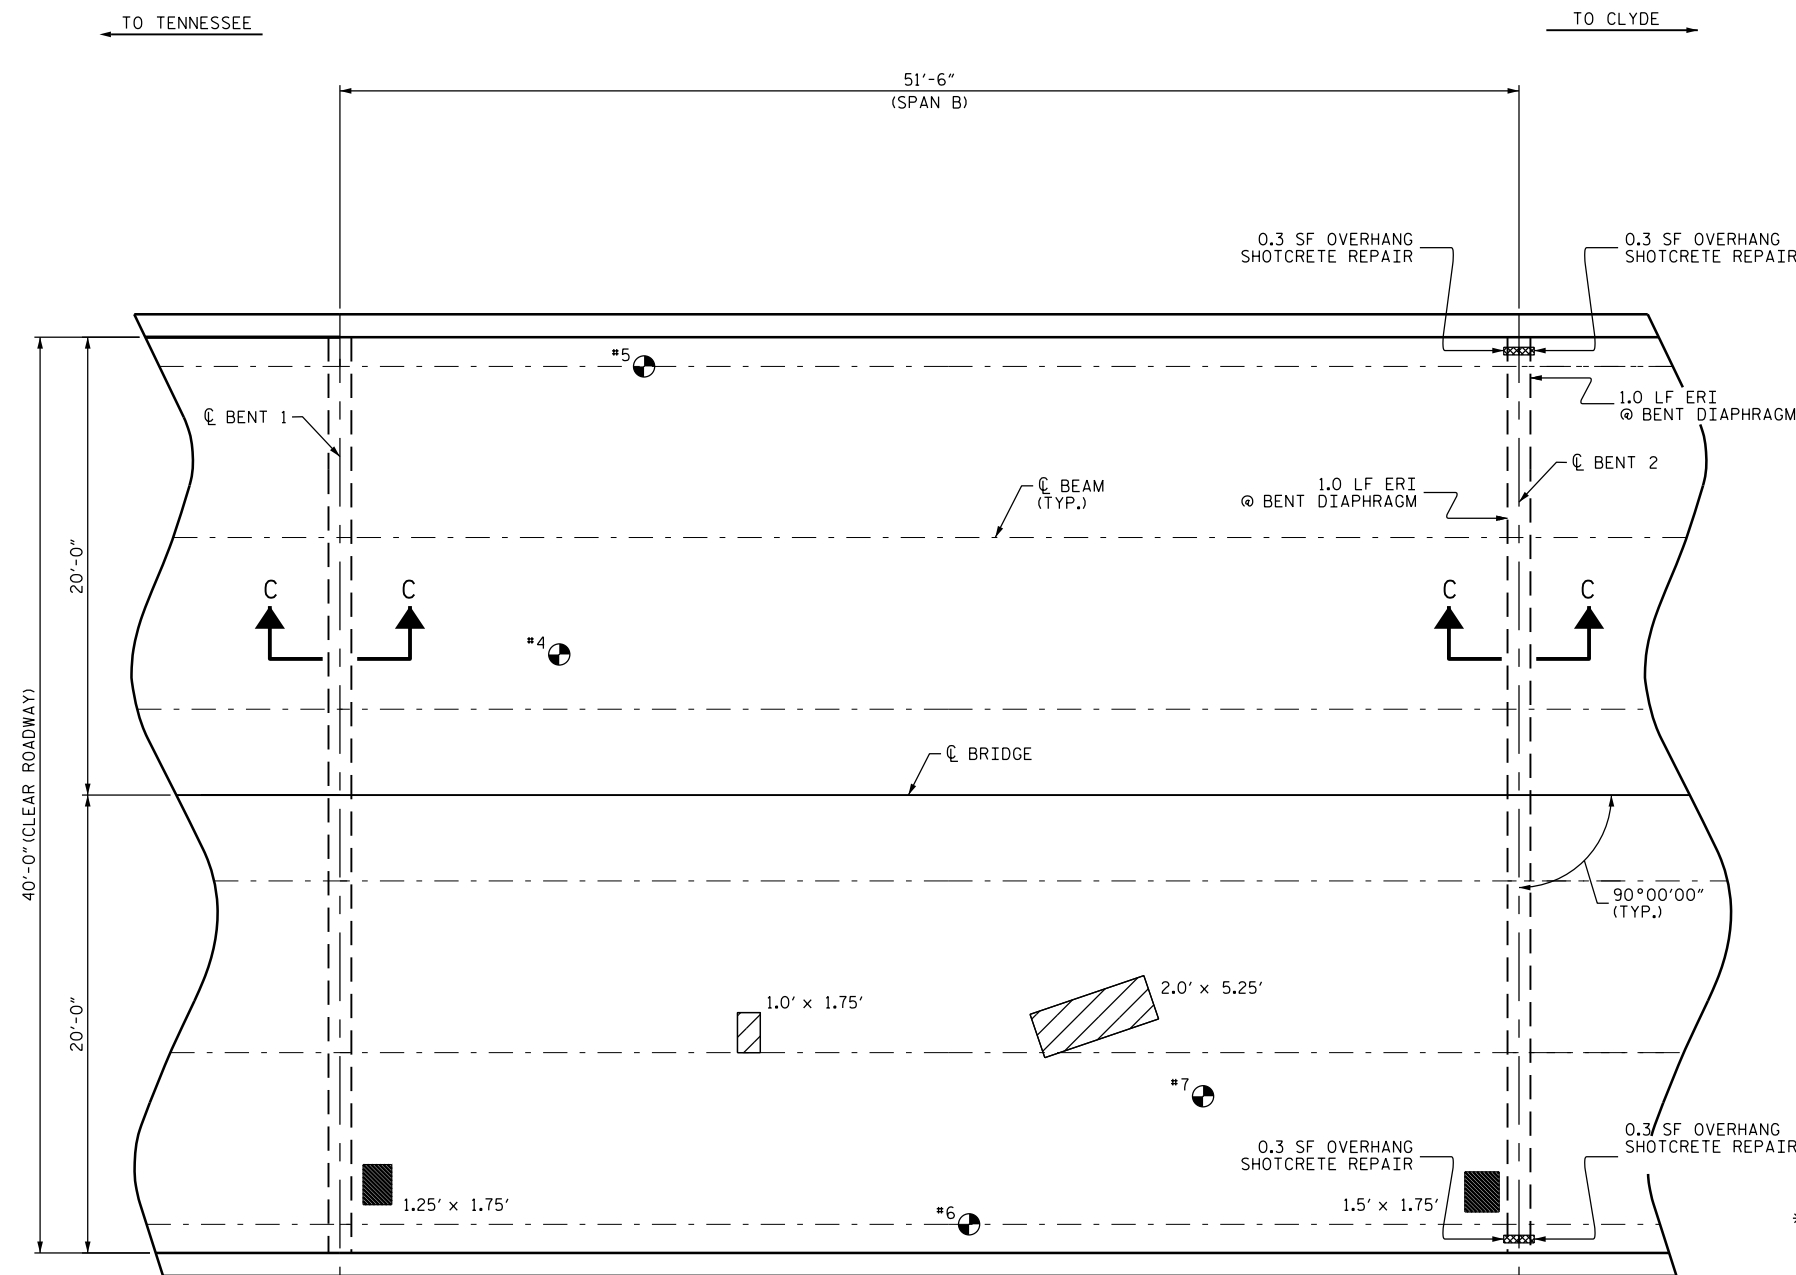 TO TENNESSEE
TO CLYDE
51'-6"
(SPAN B)
0.3 SF OVERHANG
SHOTCRETE REPAIR
0.3 SF OVERHANG
SHOTCRETE REPAIR
#5
1.0 LF ERI
@ BENT DIAPHRAGM
℄ BENT 1
℄ BENT 2
℄ BEAM
(TYP.)
1.0 LF ERI
@ BENT DIAPHRAGM
20'-0"
C
C
C
C
#4
40'-0" (CLEAR ROADWAY)
℄ BRIDGE
90°00'00"
(TYP.)
20'-0"
1.0' x 1.75'
2.0' x 5.25'
#7
0.3 SF OVERHANG
SHOTCRETE REPAIR
0.3 SF OVERHANG
SHOTCRETE REPAIR
1.25' x 1.75'
1.5' x 1.75'
#6